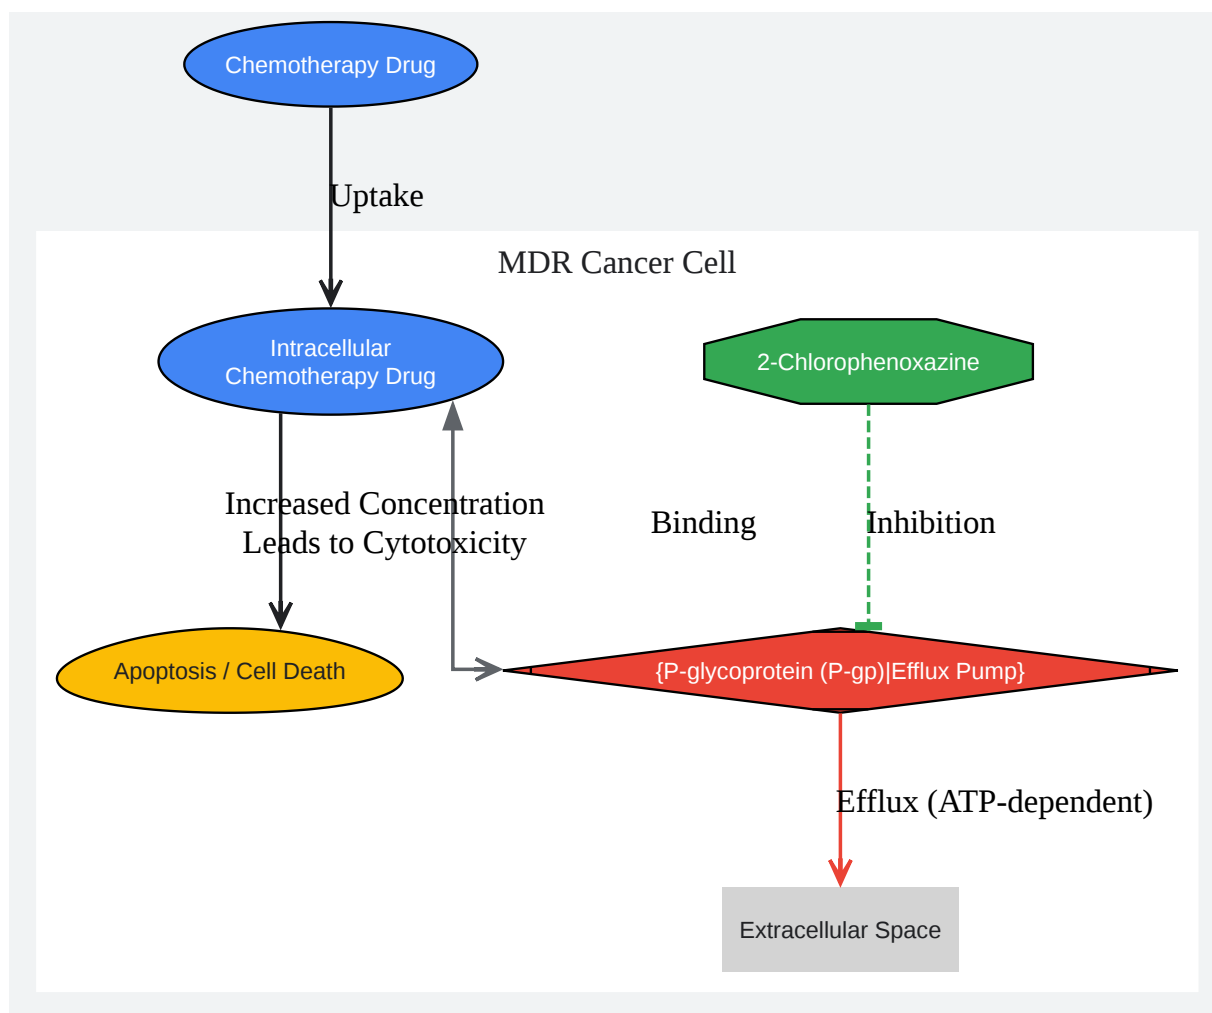 Chemotherapy Drug
Uptake
MDR Cancer Cell
Intracellular
Chemotherapy Drug
2-Chlorophenoxazine
Increased Concentration
Leads to Cytotoxicity
Binding
Inhibition
Apoptosis / Cell Death
{P-glycoprotein (P-gp)|Efflux Pump}
Efflux (ATP-dependent)
Extracellular Space